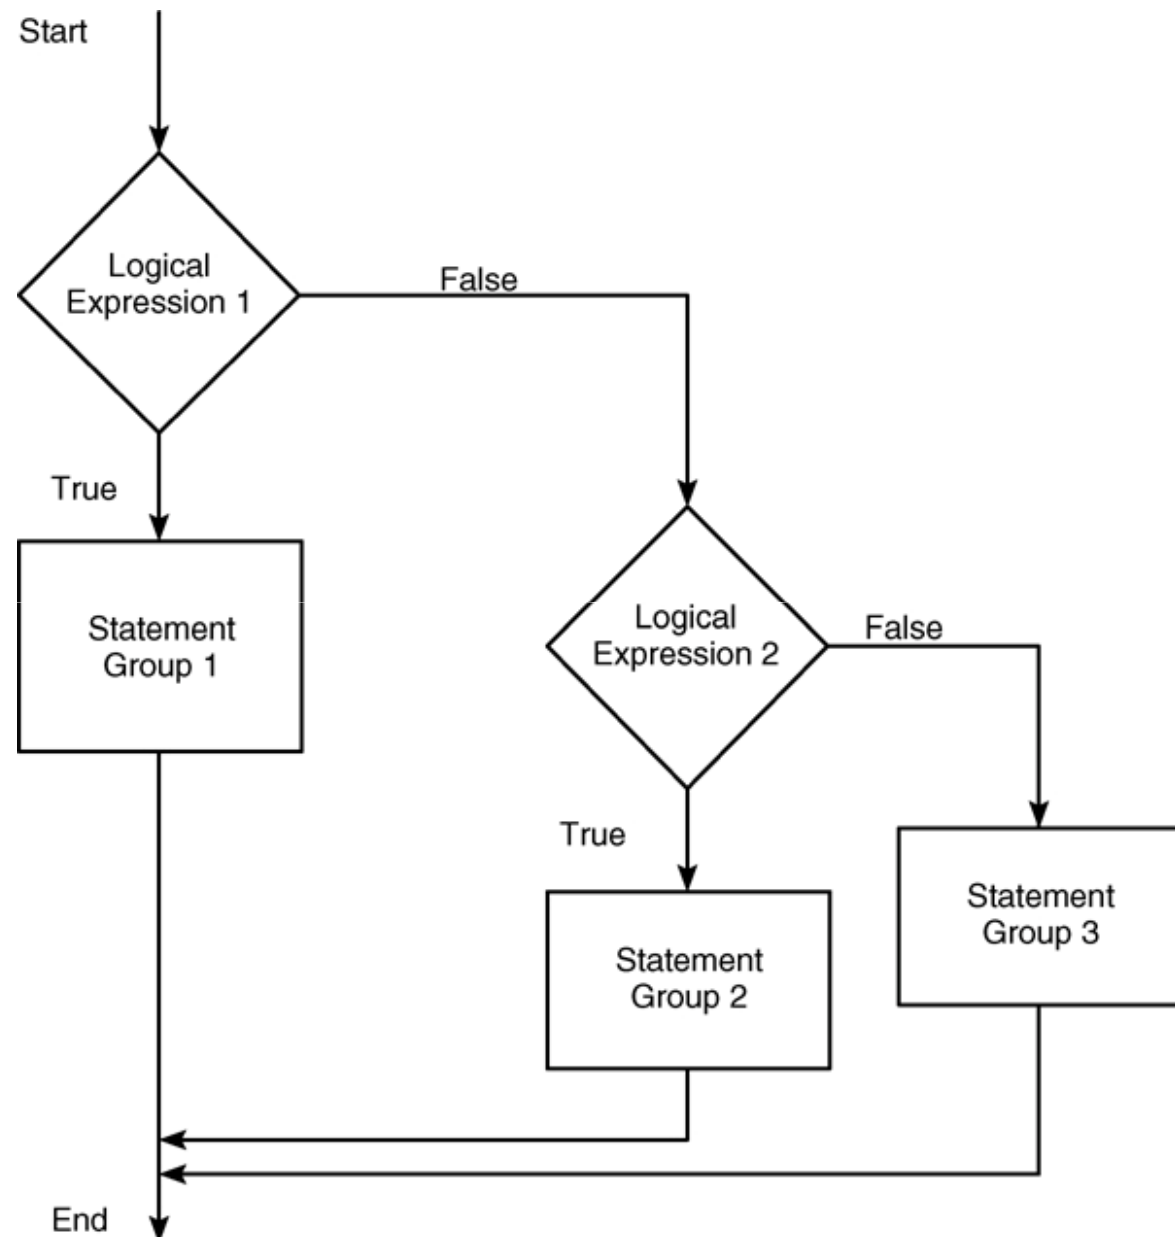 Start
Logical
Expression 1
False
True
Statement
Group 1
Logical
Expression 2
False
True
Statement
Group 2
Statement
Group 3
End